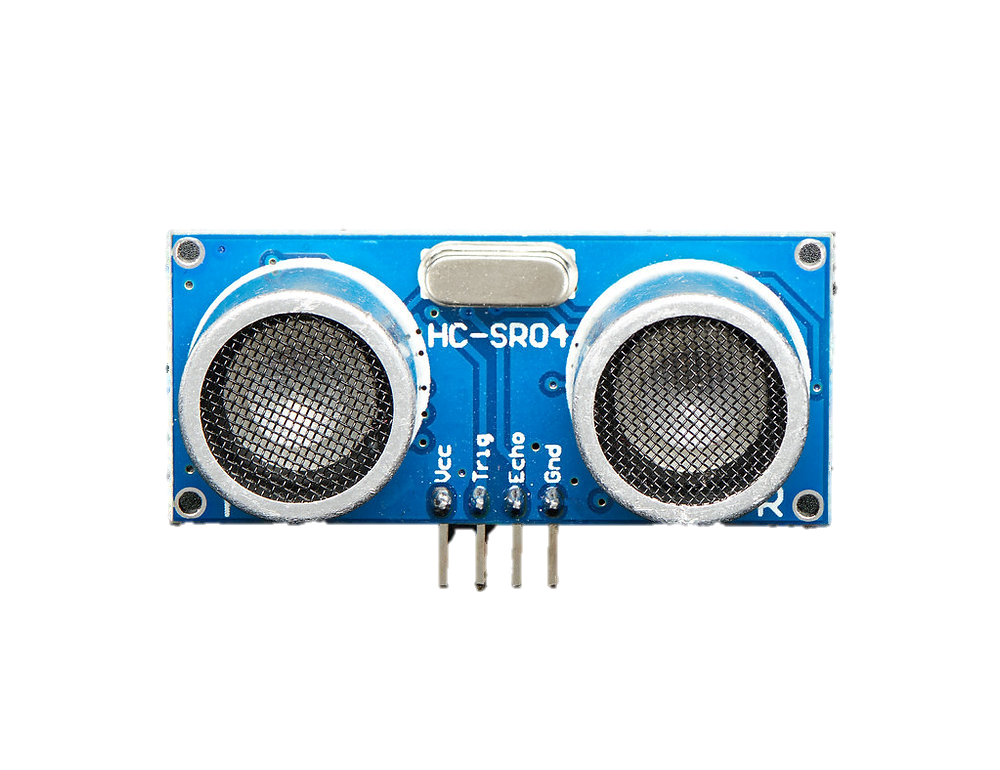 HC-SR04
Vcc
Trig
Echo
Gnd
R